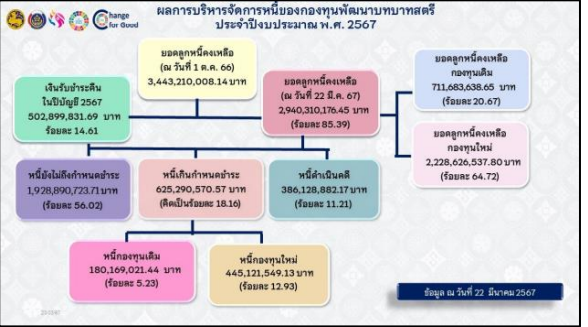 Change
for Good
ผลการบริหารจัดการหนี้ของกองทุนพัฒนาบทบาทสตรี
ประจำปีงบประมาณ พ.ศ. 2567
ยอดลูกหนี้คงเหลือ
(ณ วันที่ 1 ต.ค. 66)
3,443,210,008.14 บาท
เงินรับชำระคืน
ในปีบัญชี 2567
502,899,831.69 บาท
ร้อยละ 14.61
ยอดลูกหนี้คงเหลือ
(ณ วันที่ 22 มี.ค. 67)
2,940,310,176.45 บาท
(ร้อยละ 85.39)
ยอดลูกหนี้คงเหลือ
กองทุนเดิม
711,683,638.65 บาท
(ร้อยละ 20.67)
ยอดลูกหนี้คงเหลือ
กองทุนใหม่
2,228,626,537.80 บาท
(ร้อยละ 64.72)
หนี้ยังไม่ถึงกำหนดชำระ
1,928,890,723.71 บาท
(ร้อยละ 56.02)
หนี้เกินกำหนดชำระ
625,290,570.57 บาท
(คิดเป็นร้อยละ 18.16)
หนี้ดำเนินคดี
386,128,882.17 บาท
(ร้อยละ 11.21)
หนี้กองทุนเดิม
180,169,021.44 บาท
(ร้อยละ 5.23)
หนี้กองทุนใหม่
445,121,549.13 บาท
(ร้อยละ 12.93)
ข้อมูล ณ วันที่ 22 มีนาคม 2567